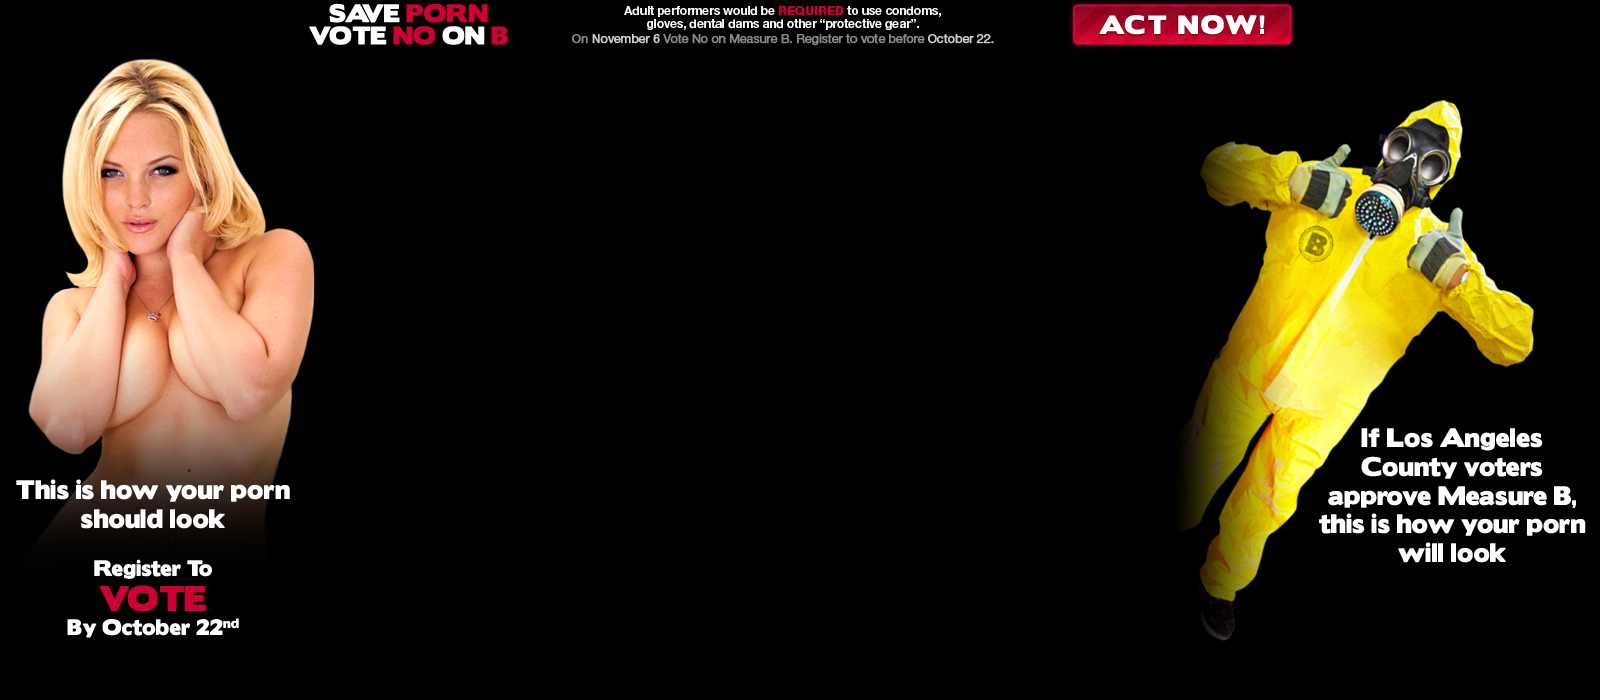 SAVE PORN
VOTE NO ON B
Adult performers would be REQUIRED to use condoms,
gloves, dental dams and other “protective gear”.
On November 6 Vote No on Measure B. Register to vote before October 22.
ACT NOW!
This is how your porn
should look
Register To
VOTE
By October 22nd
B
If Los Angeles
County voters
approve Measure B,
this is how your porn
will look